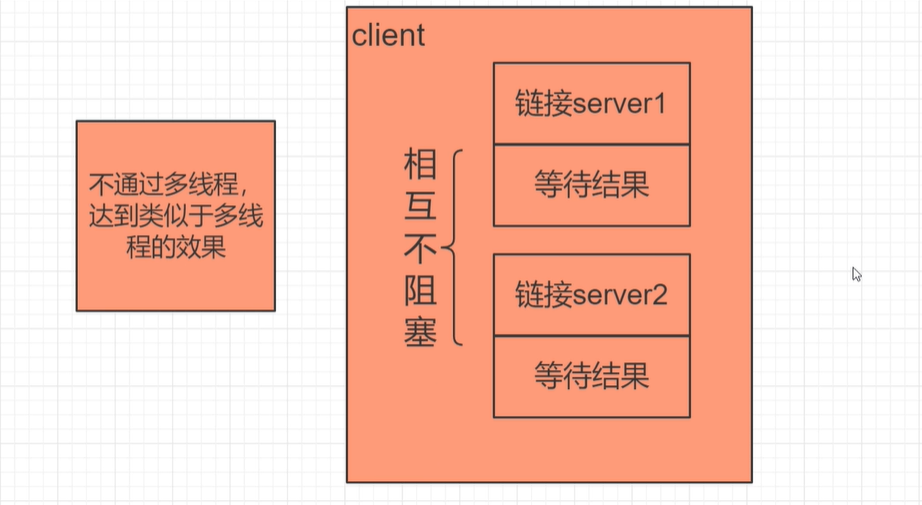 client
链接server1
等待结果
相互不阻塞
链接server2
等待结果
不通过多线程，
达到类似于多线
程的效果